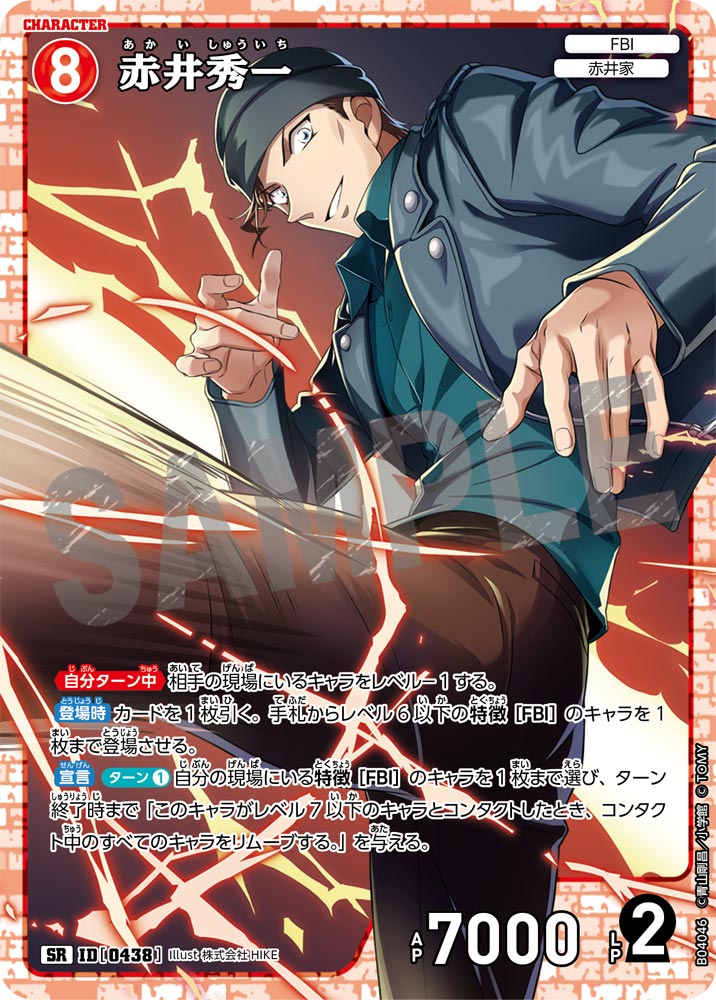 CHARACTER
8
あかいしゅういち
赤井秀一
FBI
赤井家
SAMPLE
じぶん ちゅう あいて げんば
自分ターン中 相手の現場にいるキャラをレベルー1する。
とうじょうじ まいひ てふだ いか とくちょう
登場時 カードを1枚引く。手札からレベル6以下の特徴［FBI］のキャラを1
まい とうじょう
枚まで登場させる。
せんげん じぶん げんば とくちょう まい えら
宣言 ターン1 自分の現場にいる特徴［FBI］のキャラを1枚まで選び、ターン
しゅうりょうじ いか
終了時まで「このキャラがレベル7以下のキャラとコンタクトしたとき、コンタク
ちゅう あた
ト中のすべてのキャラをリムーブする。」を与える。
AP 7000 LP 2
SR ID[0438] Illust 株式会社HIKE
B04046 ©青山剛昌／小学館 ©TOMY